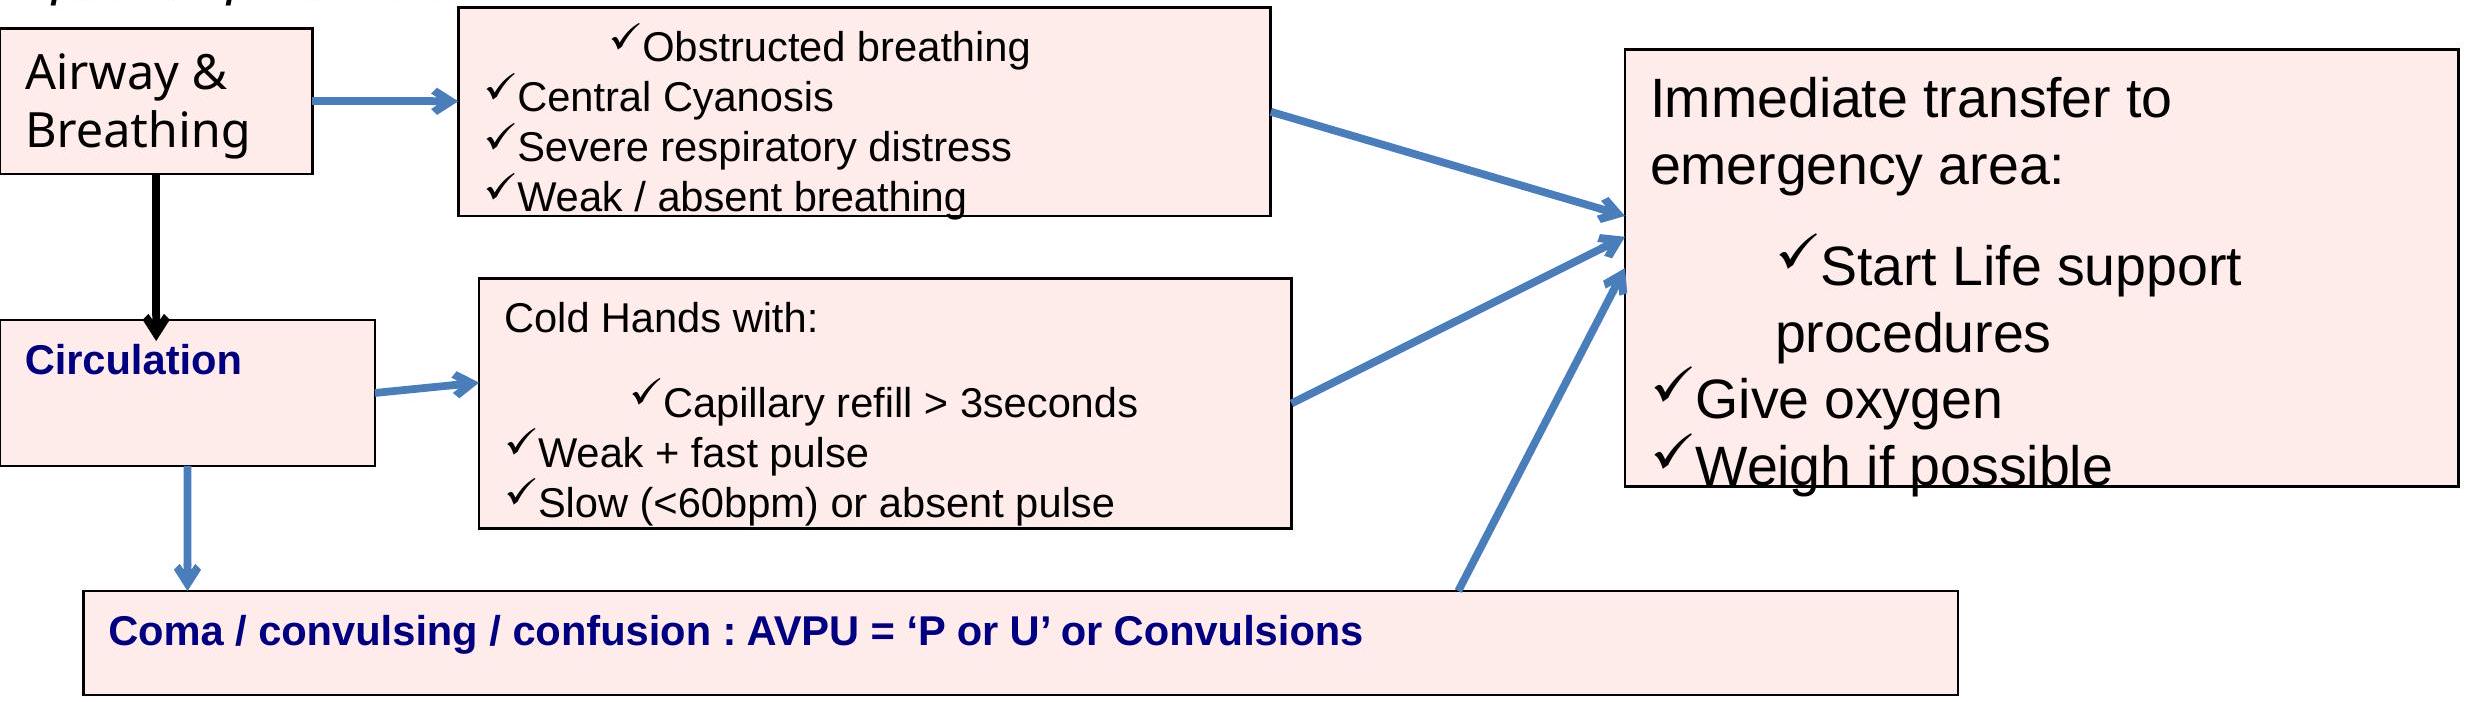 Airway &
Breathing
✓Obstructed breathing
✓Central Cyanosis
✓Severe respiratory distress
✓Weak / absent breathing
Immediate transfer to
emergency area:
✓Start Life support
procedures
✓Give oxygen
✓Weigh if possible
Circulation
Cold Hands with:
✓Capillary refill > 3seconds
✓Weak + fast pulse
✓Slow (<60bpm) or absent pulse
Coma / convulsing / confusion : AVPU = ‘P or U’ or Convulsions